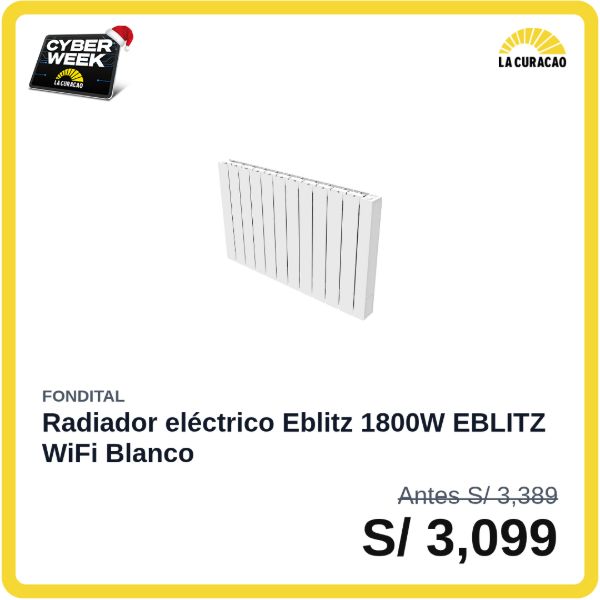 CYBER
WEEK
LA CURACAO
LA CURACAO
FONDITAL
Radiador eléctrico Eblitz 1800W EBLITZ
WiFi Blanco
Antes S/ 3,389
S/ 3,099